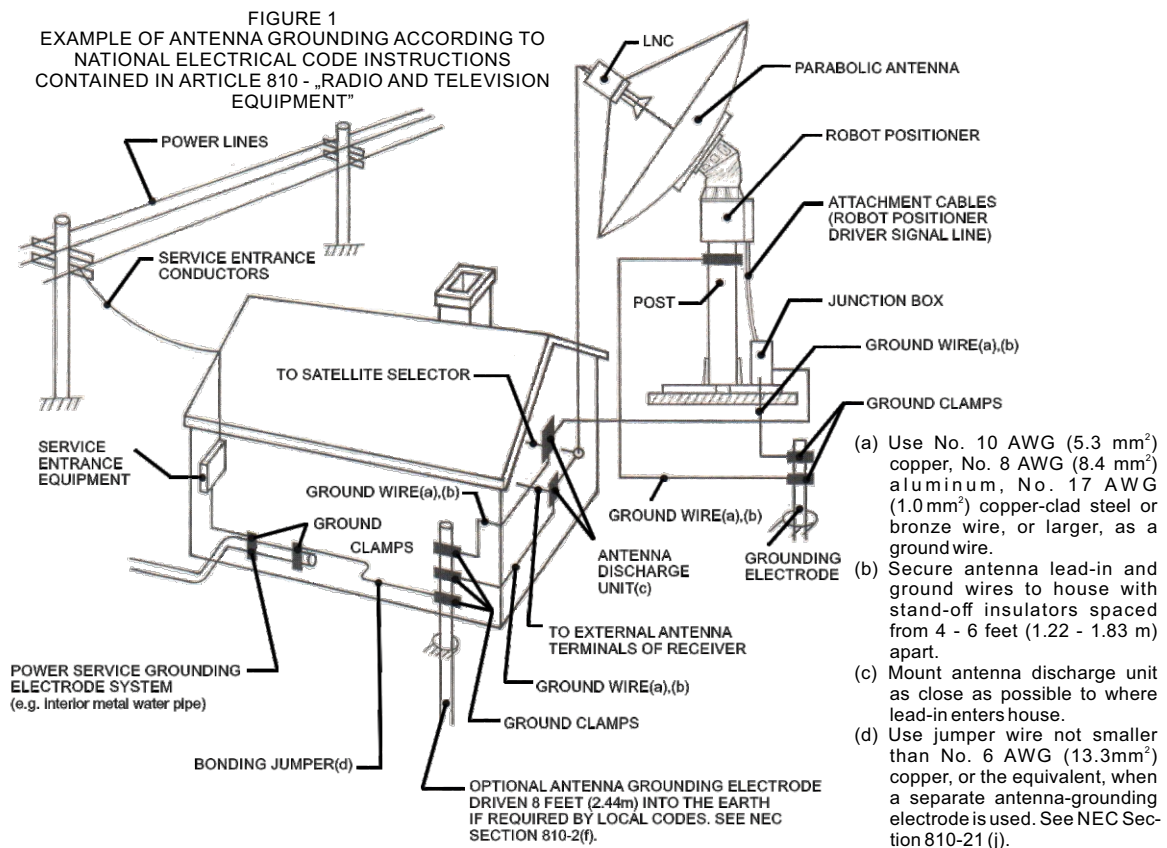 FIGURE 1
EXAMPLE OF ANTENNA GROUNDING ACCORDING TO
NATIONAL ELECTRICAL CODE INSTRUCTIONS
CONTAINED IN ARTICLE 810 - „RADIO AND TELEVISION
EQUIPMENT”
LNC
PARABOLIC ANTENNA
POWER LINES
ROBOT POSITIONER
ATTACHMENT CABLES
(ROBOT POSITIONER
DRIVER SIGNAL LINE)
SERVICE ENTRANCE
CONDUCTORS
POST
JUNCTION BOX
GROUND WIRE(a),(b)
TO SATELLITE SELECTOR
GROUND CLAMPS
SERVICE
ENTRANCE
EQUIPMENT
GROUND WIRE(a),(b)
GROUND
CLAMPS
GROUND WIRE(a),(b)
ANTENNA
DISCHARGE
UNIT(c)
GROUNDING
ELECTRODE
TO EXTERNAL ANTENNA
TERMINALS OF RECEIVER
POWER SERVICE GROUNDING
ELECTRODE SYSTEM
(e.g. interior metal water pipe)
GROUND WIRE(a),(b)
GROUND CLAMPS
BONDING JUMPER(d)
OPTIONAL ANTENNA GROUNDING ELECTRODE
DRIVEN 8 FEET (2.44m) INTO THE EARTH
IF REQUIRED BY LOCAL CODES. SEE NEC
SECTION 810-2(f).
(a) Use No. 10 AWG (5.3 mm²)
copper, No. 8 AWG (8.4 mm²)
aluminum, No. 17 AWG
(1.0 mm²) copper-clad steel or
bronze wire, or larger, as a
ground wire.
(b) Secure antenna lead-in and
ground wires to house with
stand-off insulators spaced
from 4 - 6 feet (1.22 - 1.83 m)
apart.
(c) Mount antenna discharge unit
as close as possible to where
lead-in enters house.
(d) Use jumper wire not smaller
than No. 6 AWG (13.3mm²)
copper, or the equivalent, when
a separate antenna-grounding
electrode is used. See NEC Sec-
tion 810-21 (j).